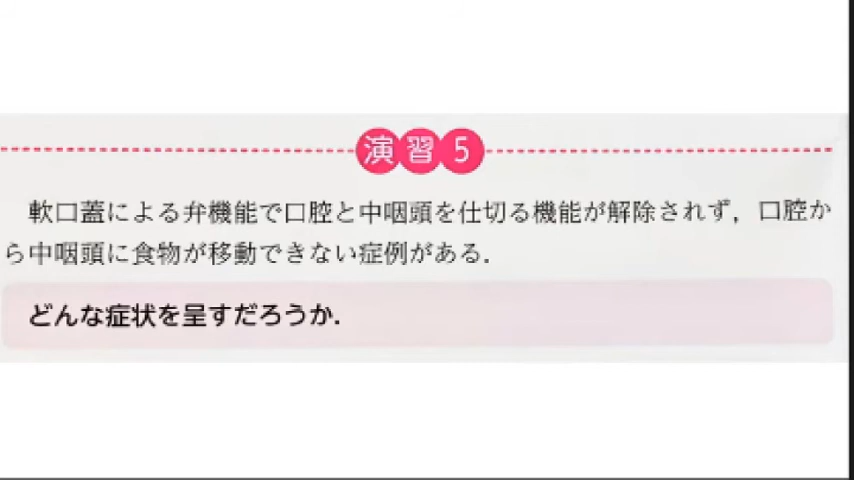 演習5
軟口蓋による弁機能で口腔と中咽頭を仕切る機能が解除されず，口腔か
ら中咽頭に食物が移動できない症例がある．
どんな症状を呈すだろうか．